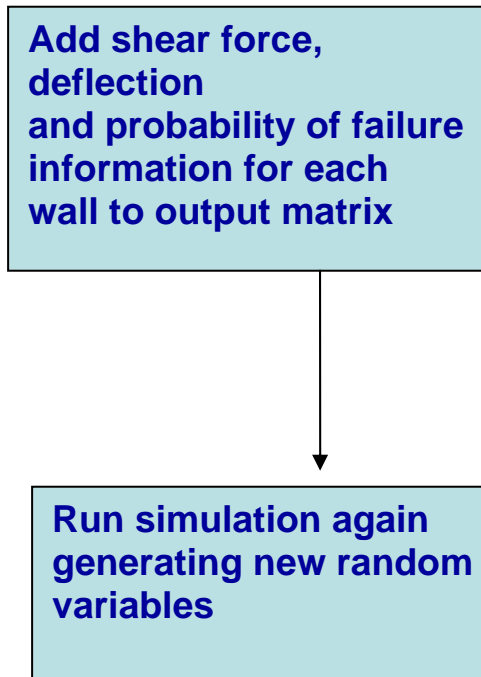 Add shear force,
deflection
and probability of failure
information for each
wall to output matrix
Run simulation again
generating new random
variables